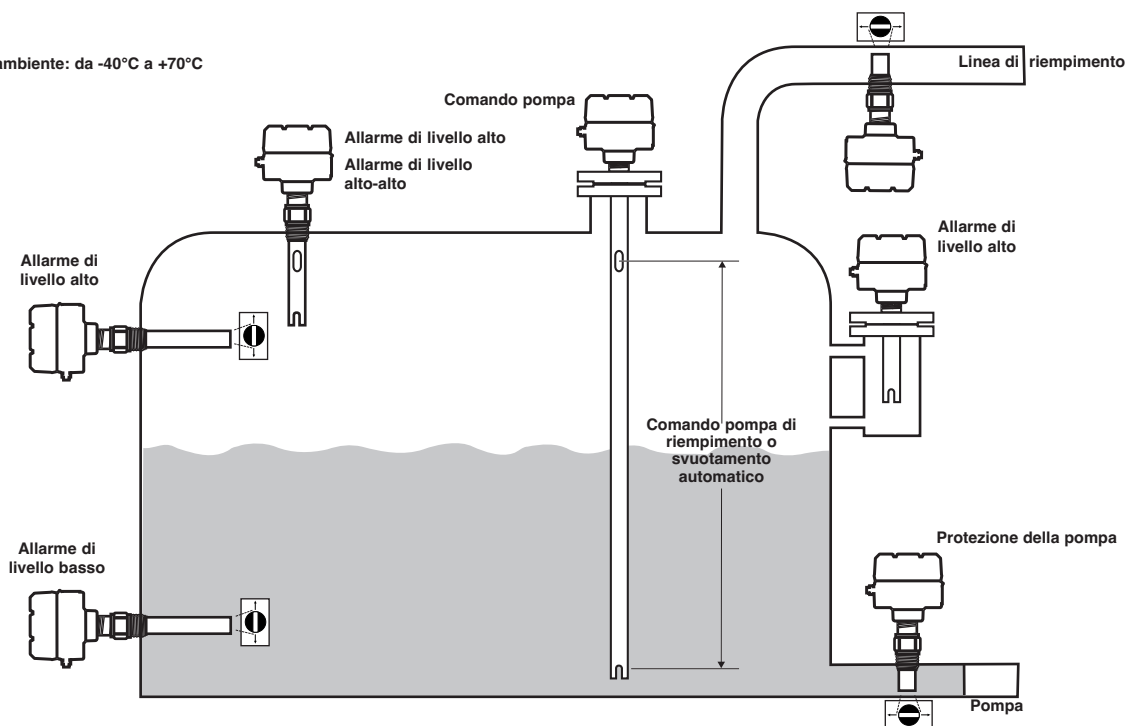 ambiente: da -40°C a +70°C
Linea di riempimento
Comando pompa
Allarme di livello alto
Allarme di livello
alto-alto
Allarme di
livello alto
Allarme di
livello alto
Comando pompa di
riempimento o
svuotamento
automatico
Allarme di
livello basso
Protezione della pompa
Pompa